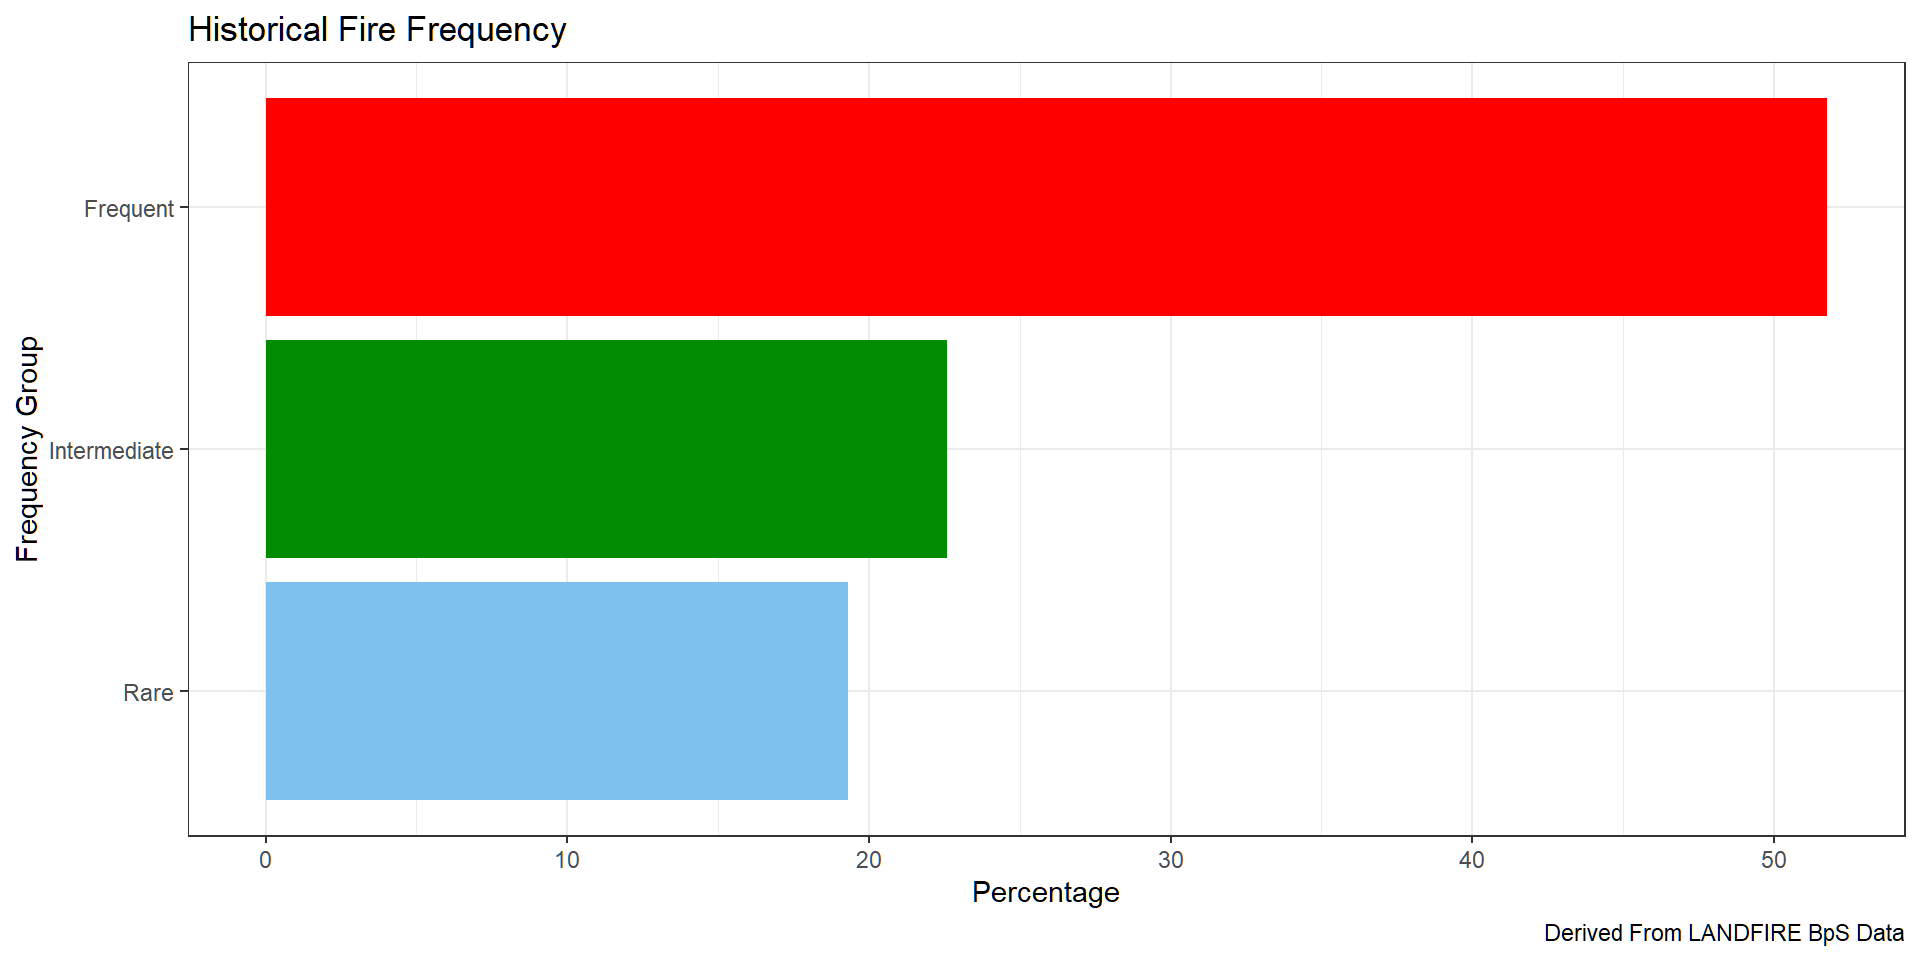 Historical Fire Frequency
Frequency Group
Frequent
Intermediate
Rare
0 10 20 30 40 50
Percentage
Derived From LANDFIRE BpS Data